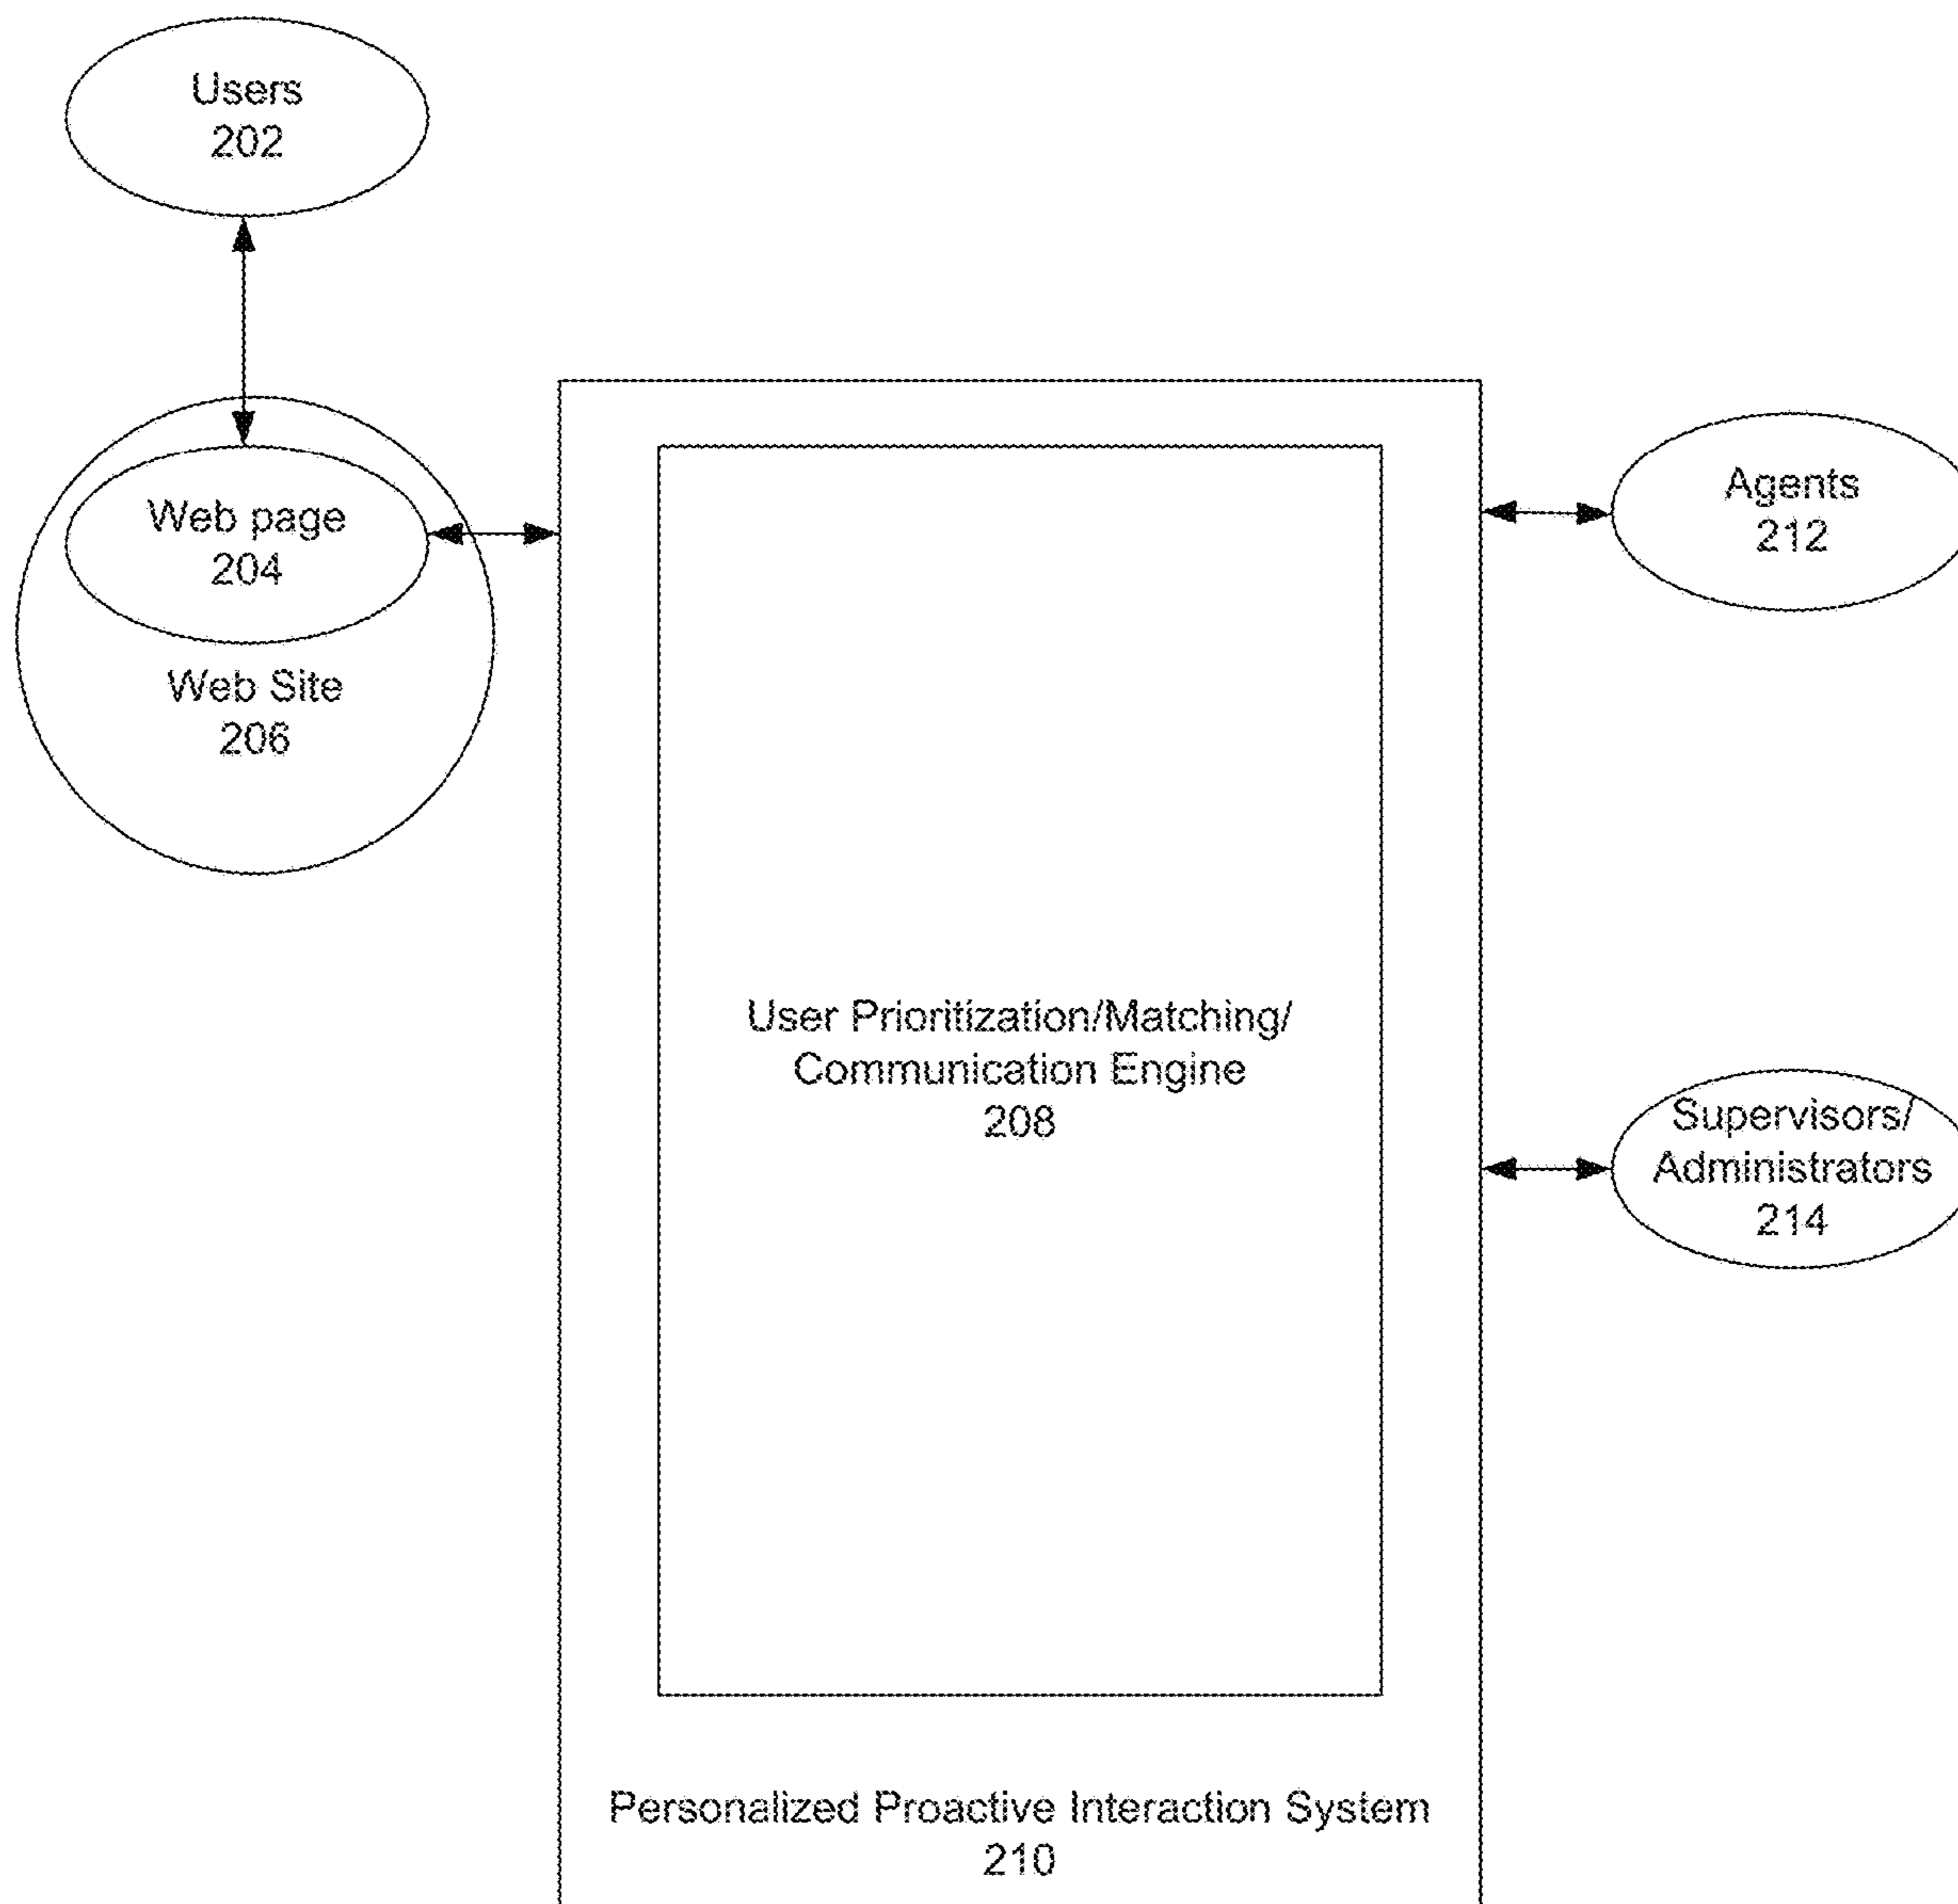 Users
202
Web page
204
Web Site
206
User Prioritization/Matching/
Communication Engine
208
Personalized Proactive Interaction System
210
Agents
212
Supervisors/
Administrators
214